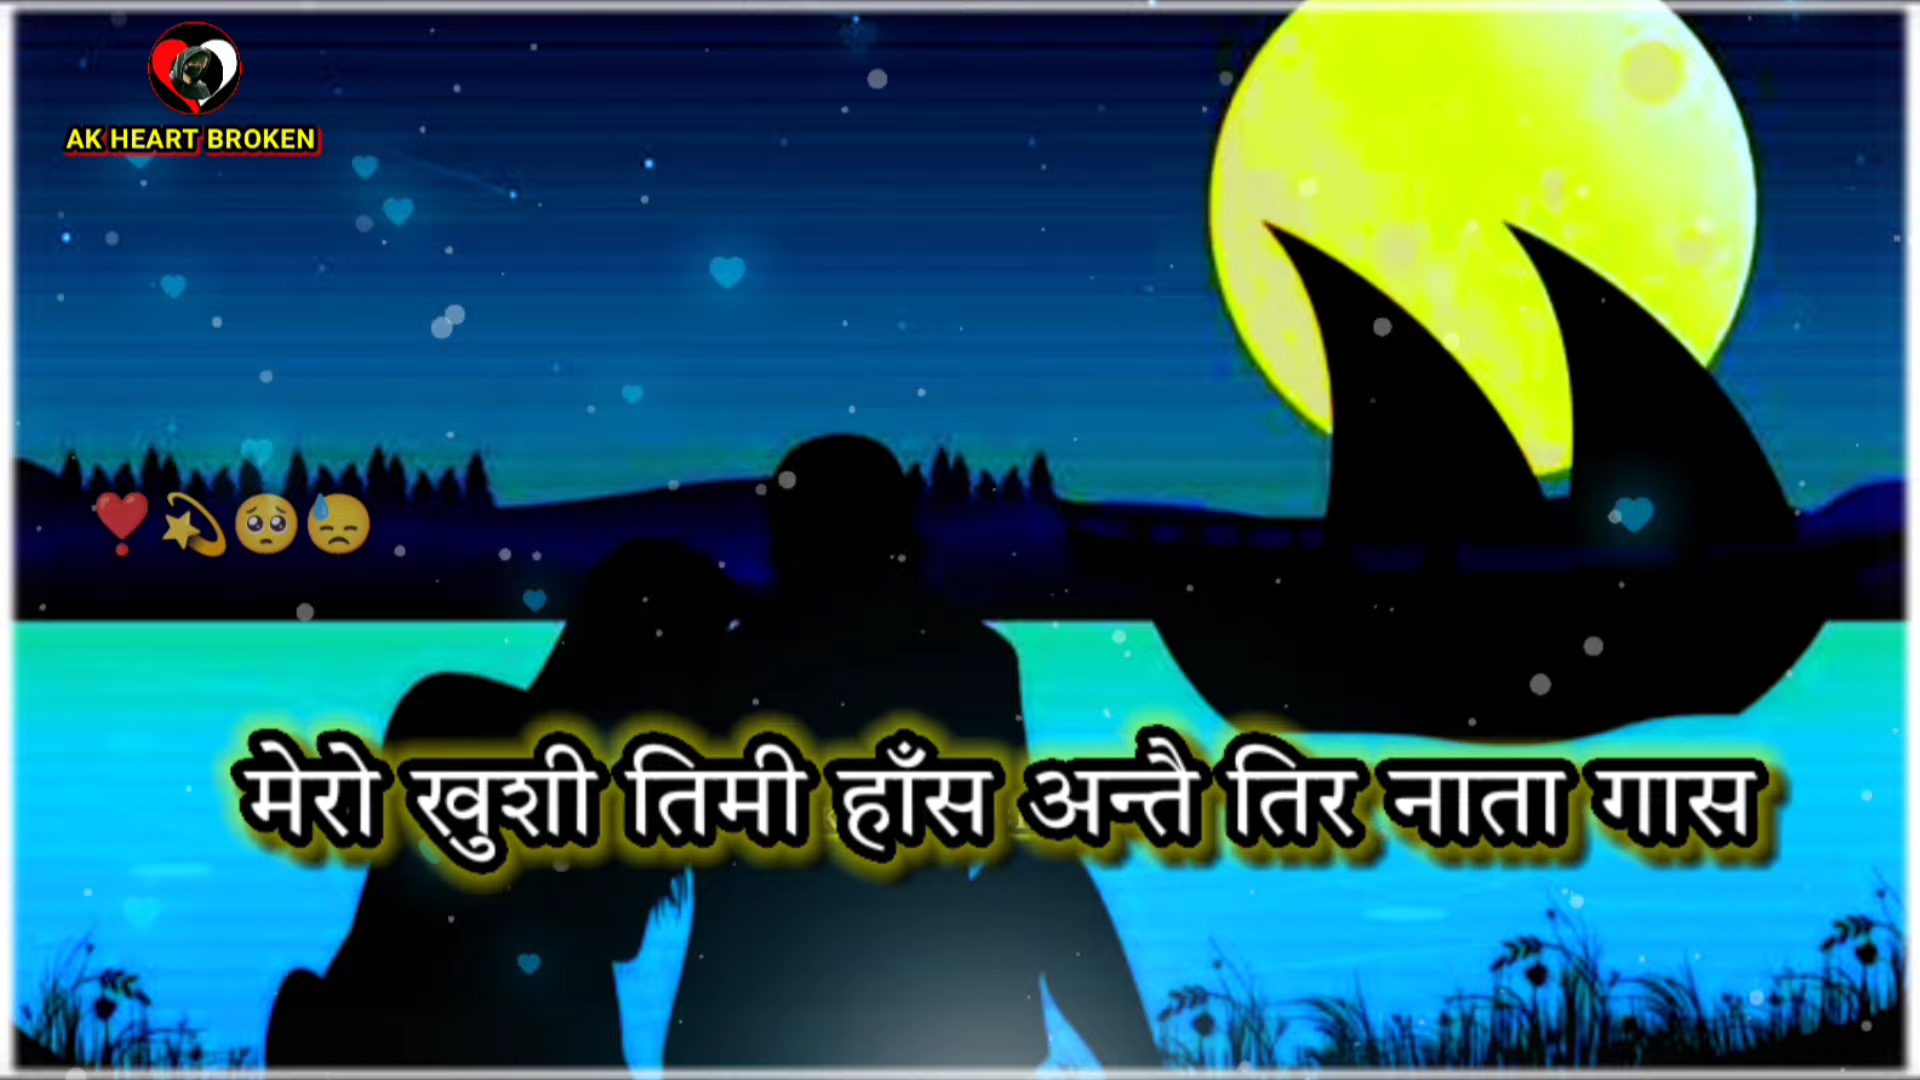 AK HEART BROKEN
❣️💫🥺😓
मेरो खुशी तिमी हाँस अन्तै तिर नाता गास